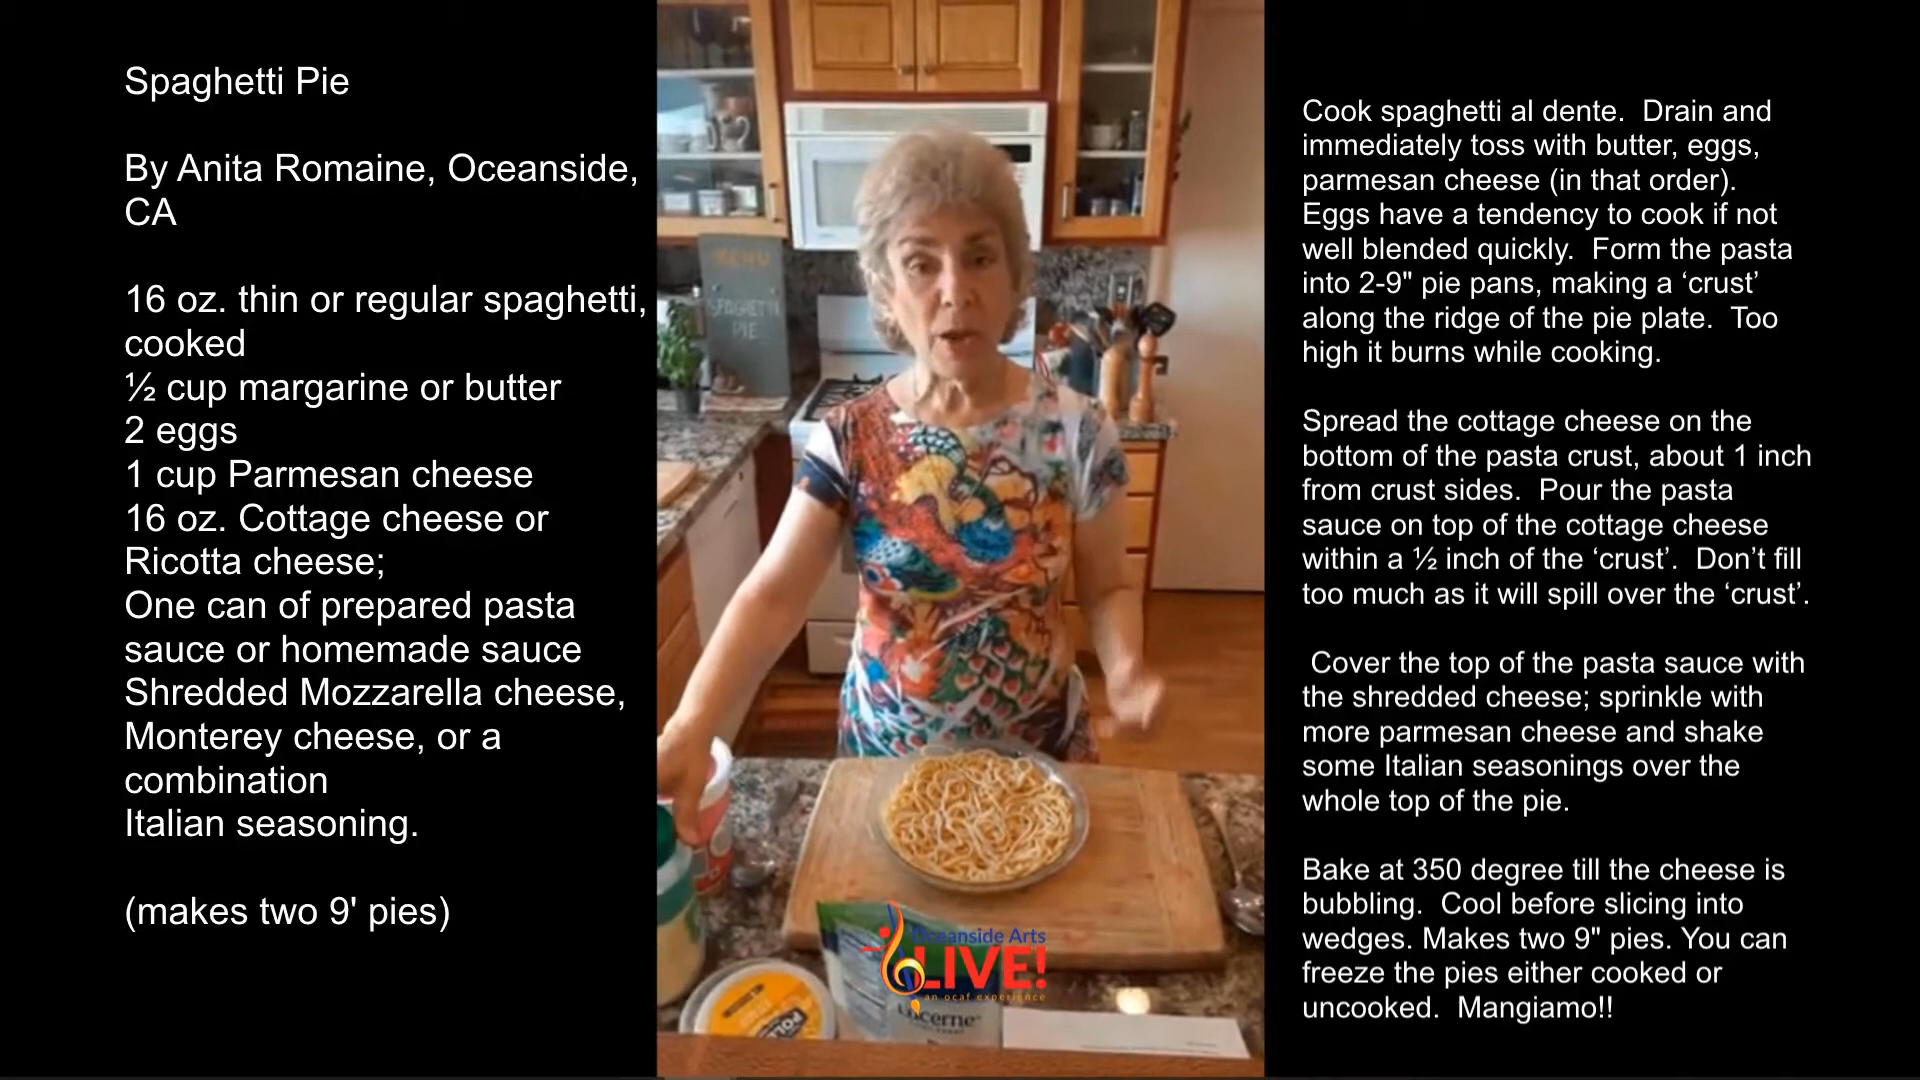 Spaghetti Pie
By Anita Romaine, Oceanside,
CA
16 oz. thin or regular spaghetti,
cooked
½ cup margarine or butter
2 eggs
1 cup Parmesan cheese
16 oz. Cottage cheese or
Ricotta cheese;
One can of prepared pasta
sauce or homemade sauce
Shredded Mozzarella cheese,
Monterey cheese, or a
combination
Italian seasoning.
(makes two 9' pies)
MENU
SPAGHETTI
PIE
Oceanside Arts
LIVE!
an ocaf experience
Lucerne
Cook spaghetti al dente.  Drain and
immediately toss with butter, eggs,
parmesan cheese (in that order).
Eggs have a tendency to cook if not
well blended quickly.  Form the pasta
into 2-9" pie pans, making a ‘crust’
along the ridge of the pie plate.  Too
high it burns while cooking.
Spread the cottage cheese on the
bottom of the pasta crust, about 1 inch
from crust sides.  Pour the pasta
sauce on top of the cottage cheese
within a ½ inch of the ‘crust’.  Don’t fill
too much as it will spill over the ‘crust’.
Cover the top of the pasta sauce with
the shredded cheese; sprinkle with
more parmesan cheese and shake
some Italian seasonings over the
whole top of the pie.
Bake at 350 degree till the cheese is
bubbling.  Cool before slicing into
wedges. Makes two 9" pies. You can
freeze the pies either cooked or
uncooked.  Mangiamo!!